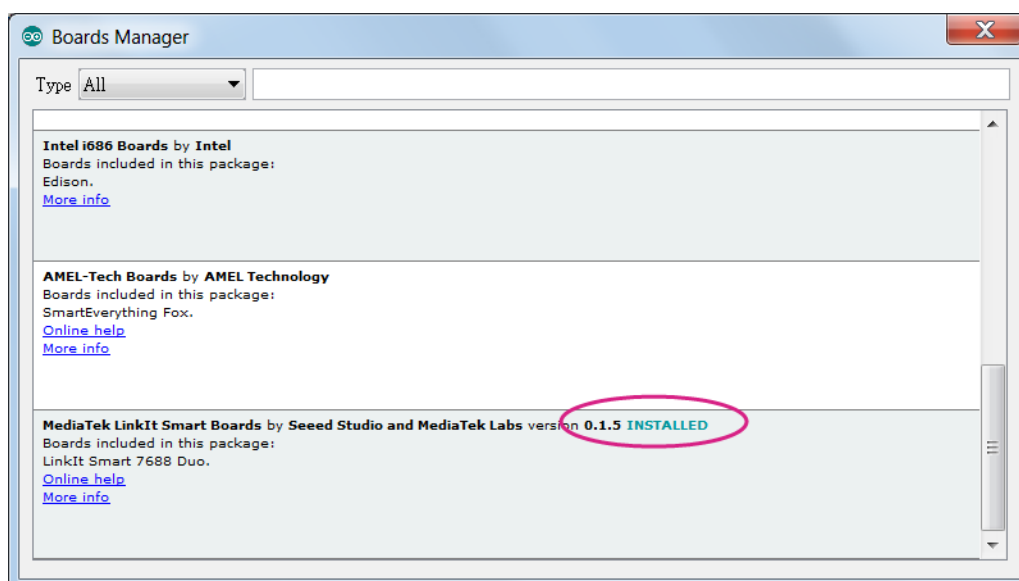 Boards Manager
Type All
Intel i686 Boards by Intel
Boards included in this package:
Edison.
More info
AMEL-Tech Boards by AMEL Technology
Boards included in this package:
SmartEverything Fox.
Online help
More info
MediaTek LinkIt Smart Boards by Seeed Studio and MediaTek Labs version 0.1.5 INSTALLED
Boards included in this package:
LinkIt Smart 7688 Duo.
Online help
More info